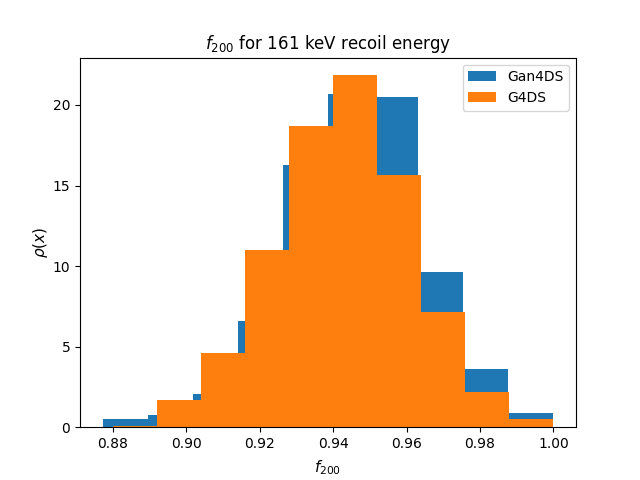 f₂₀₀ for 161 keV recoil energy
Gan4DS
G4DS
ρ(x)
20
15
10
5
0
0.88 0.90 0.92 0.94 0.96 0.98 1.00
f₂₀₀